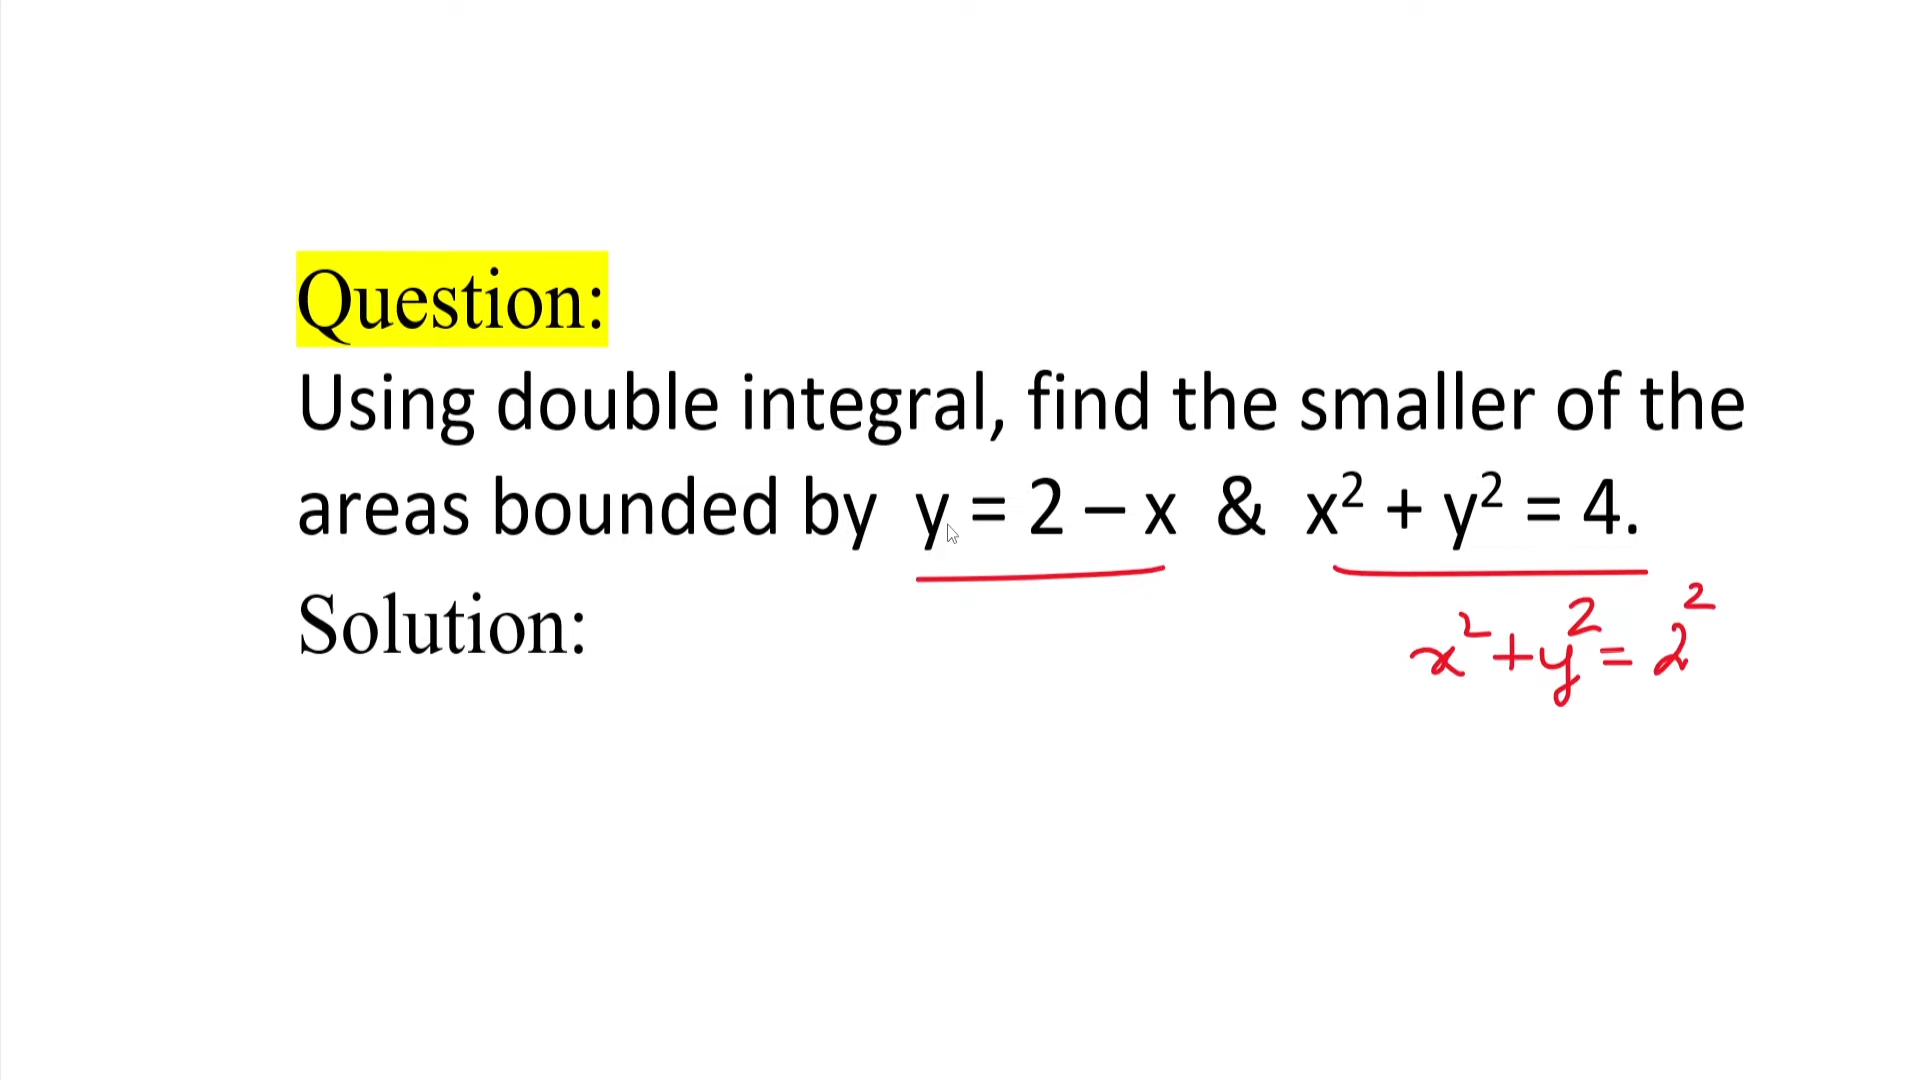 Question:
Using double integral, find the smaller of the
areas bounded by y = 2 – x & x² + y² = 4.
Solution:
x² + y² = 2²